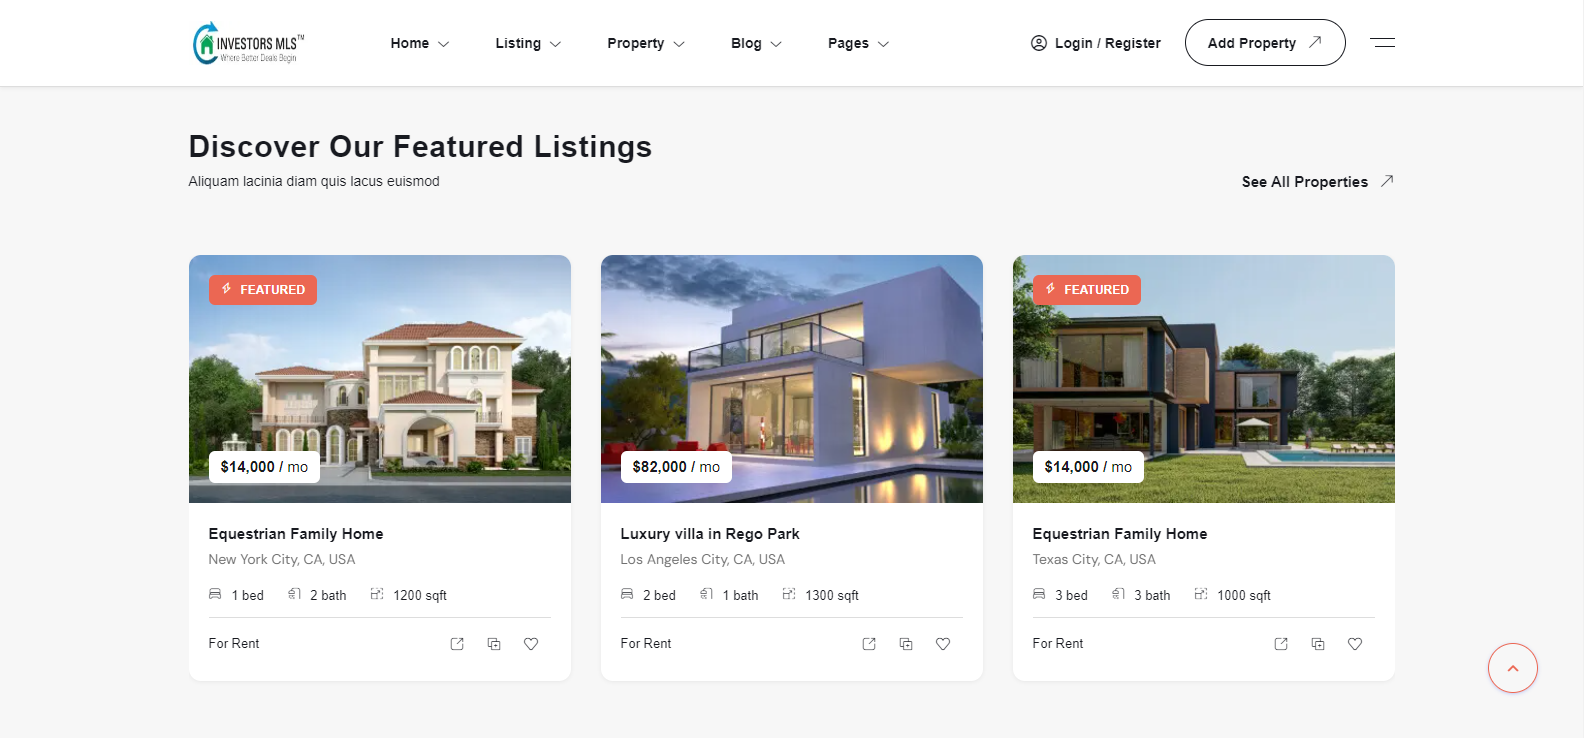 INVESTORS MLS™
Where Better Deals Begin
Home
Listing
Property
Blog
Pages
Login / Register
Add Property
Discover Our Featured Listings
Aliquam lacinia diam quis lacus euismod
See All Properties
FEATURED
$14,000 / mo
Equestrian Family Home
New York City, CA, USA
1 bed 2 bath 1200 sqft
For Rent
$82,000 / mo
Luxury villa in Rego Park
Los Angeles City, CA, USA
2 bed 1 bath 1300 sqft
For Rent
FEATURED
$14,000 / mo
Equestrian Family Home
Texas City, CA, USA
3 bed 3 bath 1000 sqft
For Rent